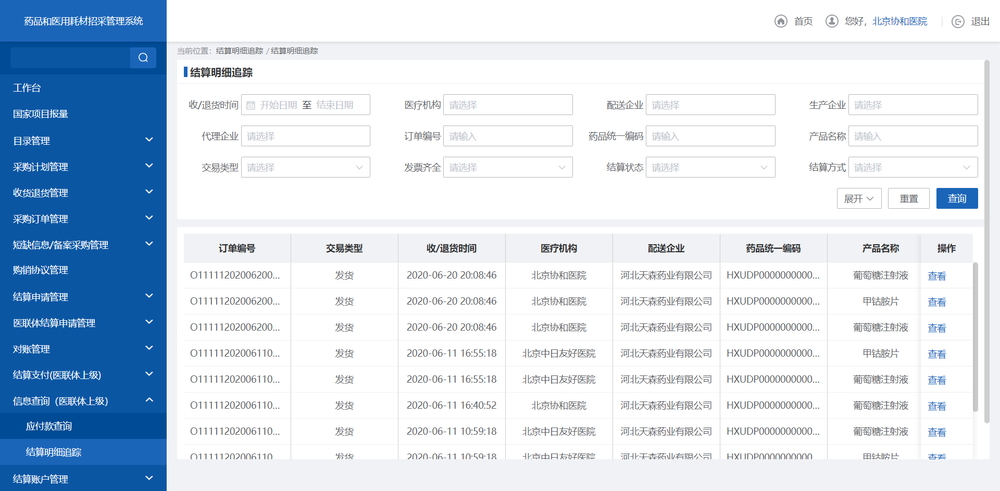 药品和医用耗材招采管理系统
首页 您好，北京协和医院 退出
当前位置：结算明细追踪 / 结算明细追踪
工作台
国家项目报量
目录管理
采购计划管理
收货退货管理
采购订单管理
短缺信息/备案采购管理
购销协议管理
结算申请管理
医联体结算申请管理
对账管理
结算支付(医联体上级)
信息查询（医联体上级）
应付款查询
结算明细追踪
结算账户管理
结算明细追踪
收/退货时间 开始日期 至 结束日期 医疗机构 请选择 配送企业 请选择 生产企业 请选择
代理企业 请选择 订单编号 请输入 药品统一编码 请输入 产品名称 请输入
交易类型 请选择 发票齐全 请选择 结算状态 请选择 结算方式 请选择
展开 重置 查询
订单编号 交易类型 收/退货时间 医疗机构 配送企业 药品统一编码 产品名称 操作
O11111202006200... 发货 2020-06-20 20:08:46 北京协和医院 河北天森药业有限公司 HXUDP0000000000... 葡萄糖注射液 查看
O11111202006200... 发货 2020-06-20 20:08:46 北京协和医院 河北天森药业有限公司 HXUDP0000000000... 甲钴胺片 查看
O11111202006200... 发货 2020-06-20 20:08:46 北京协和医院 河北天森药业有限公司 HXUDP0000000000... 葡萄糖注射液 查看
O11111202006110... 发货 2020-06-11 16:55:18 北京中日友好医院 河北天森药业有限公司 HXUDP0000000000... 甲钴胺片 查看
O11111202006110... 发货 2020-06-11 16:55:18 北京中日友好医院 河北天森药业有限公司 HXUDP0000000000... 葡萄糖注射液 查看
O11111202006110... 发货 2020-06-11 16:40:52 北京协和医院 河北天森药业有限公司 HXUDP0000000000... 葡萄糖注射液 查看
O11111202006110... 发货 2020-06-11 10:59:18 北京中日友好医院 河北天森药业有限公司 HXUDP0000000000... 葡萄糖注射液 查看
O11111202006110... 发货 2020-06-11 10:59:18 北京中日友好医院 河北天森药业有限公司 HXUDP0000000000... 甲钴胺片 查看